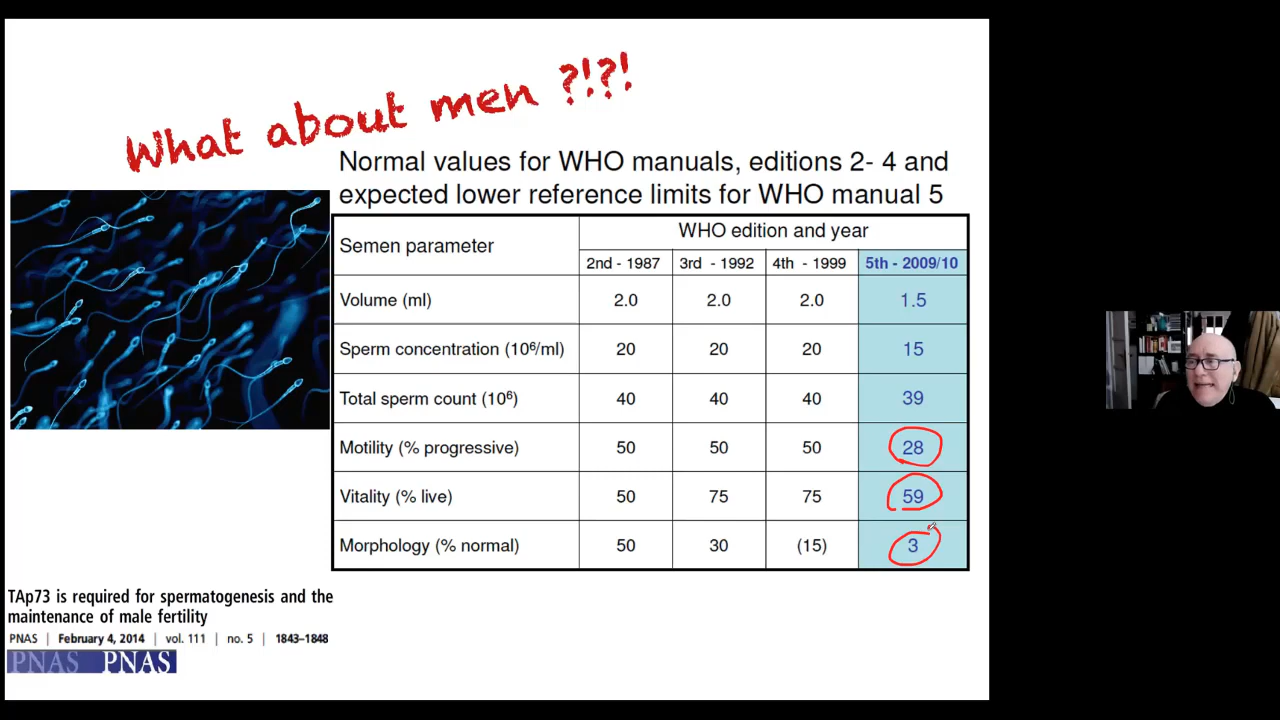 What about men ?!?!
Normal values for WHO manuals, editions 2- 4 and
expected lower reference limits for WHO manual 5
Semen parameter
WHO edition and year
2nd - 1987 3rd - 1992 4th - 1999 5th - 2009/10
Volume (ml) 2.0 2.0 2.0 1.5
Sperm concentration (10⁶/ml) 20 20 20 15
Total sperm count (10⁶) 40 40 40 39
Motility (% progressive) 50 50 50 28
Vitality (% live) 50 75 75 59
Morphology (% normal) 50 30 (15) 3
TAp73 is required for spermatogenesis and the
maintenance of male fertility
PNAS | February 4, 2014 | vol. 111 | no. 5 | 1843–1848
PNAS PNAS